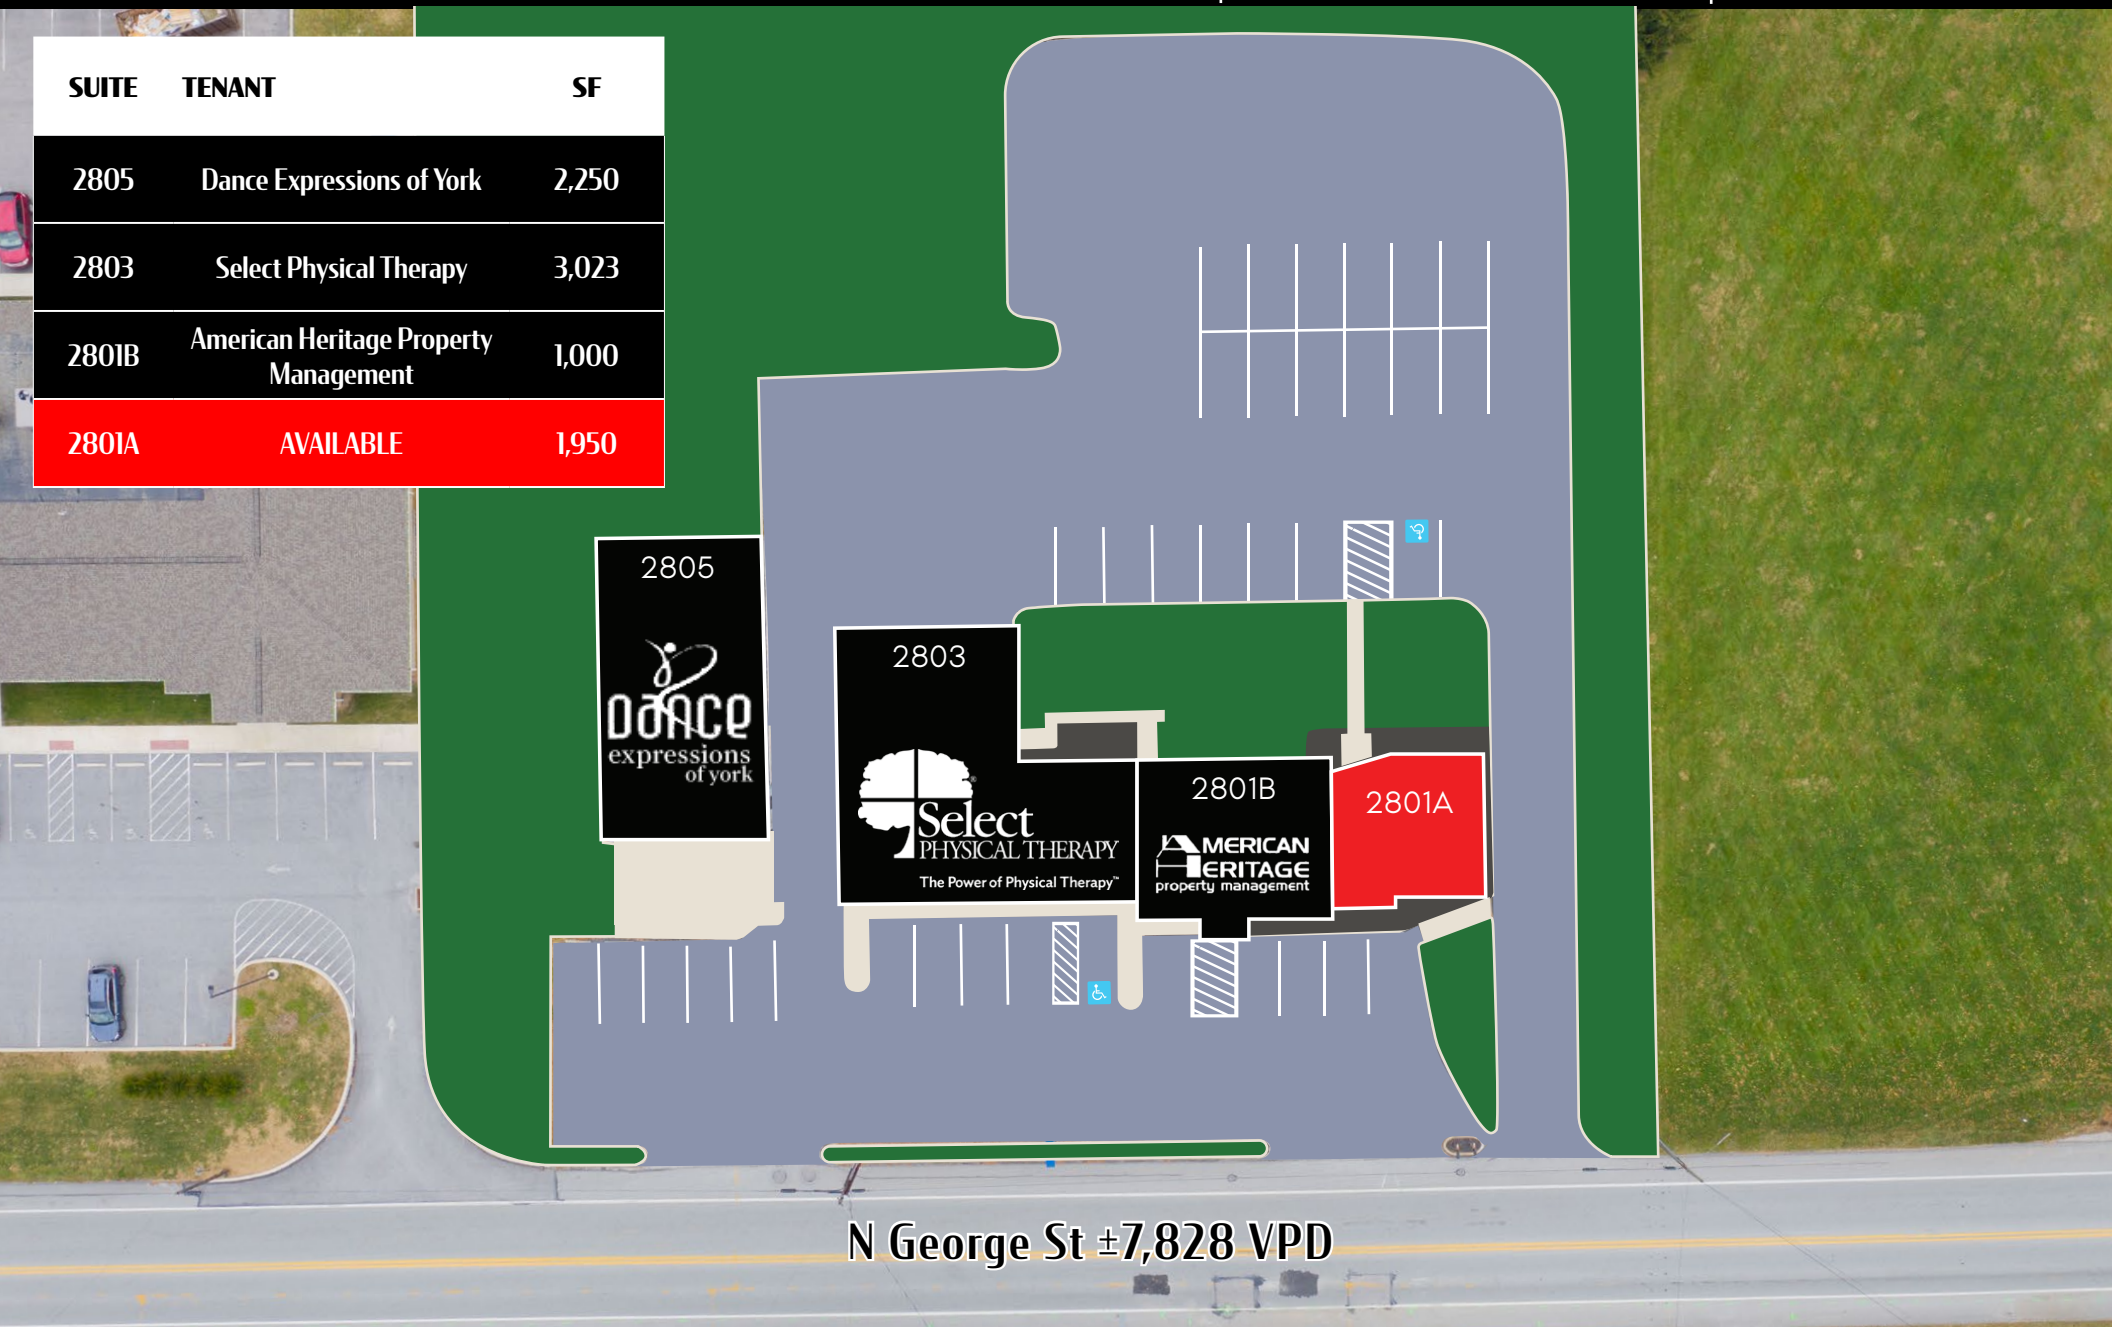 SUITE TENANT SF
2805 Dance Expressions of York 2,250
2803 Select Physical Therapy 3,023
2801B American Heritage Property Management 1,000
2801A AVAILABLE 1,950
2805
Dance
expressions
of york
2803
Select
PHYSICAL THERAPY
The Power of Physical Therapy™
2801B
AMERICAN
HERITAGE
property management
2801A
N George St ±7,828 VPD